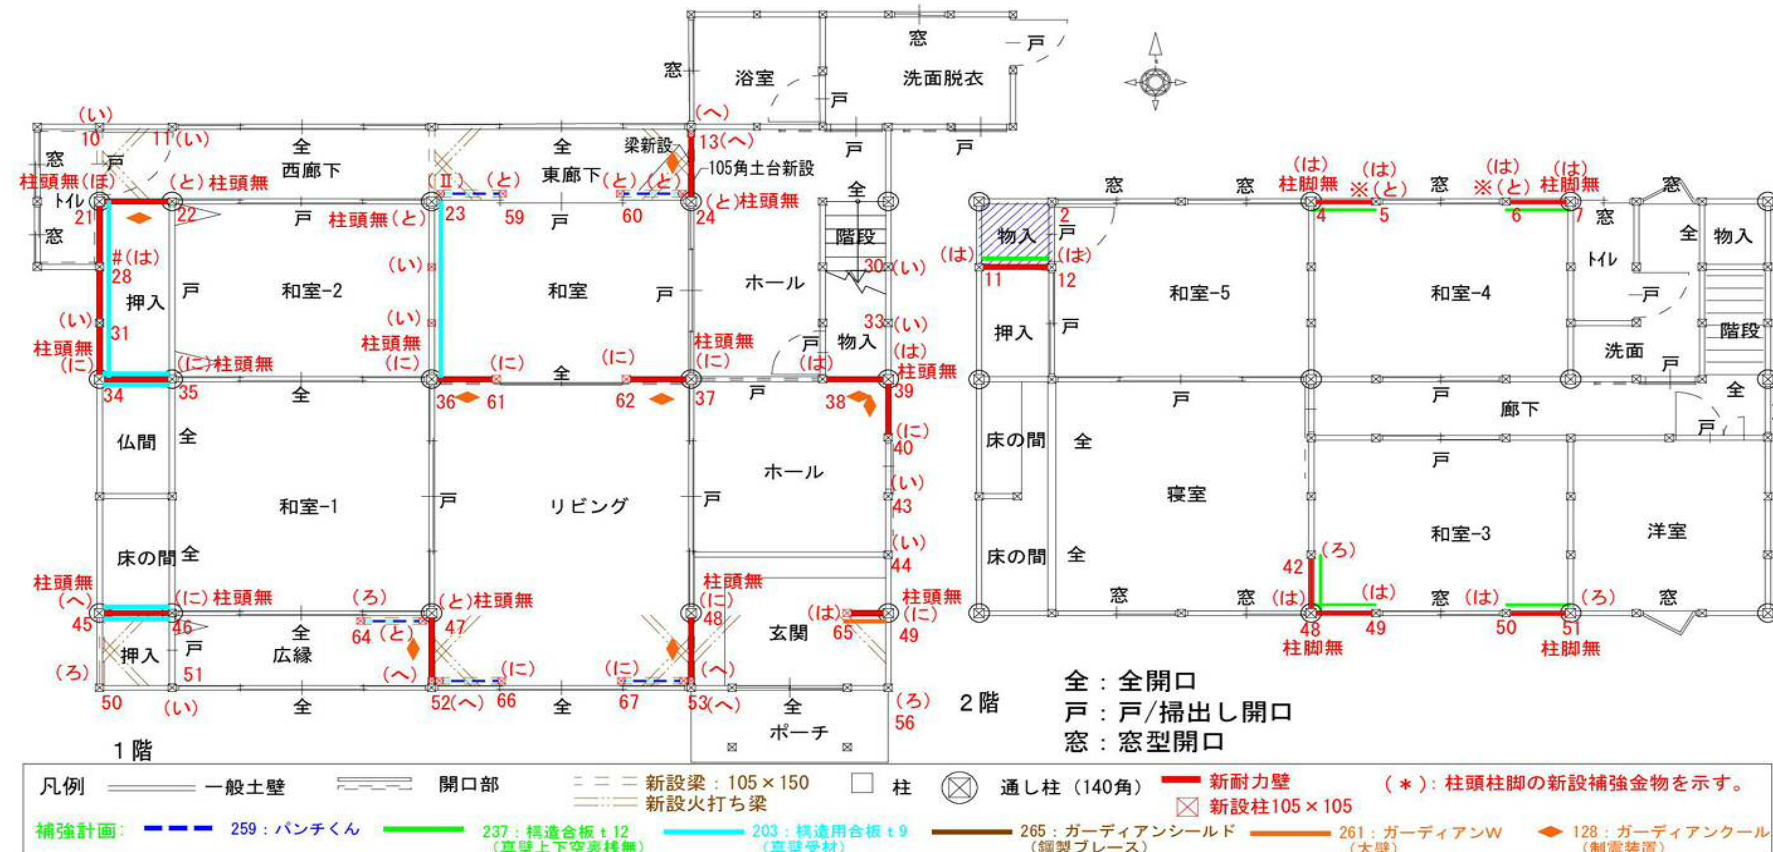 窓
戸
浴室
洗面脱衣
窓
戸
(へ)
(い)
10
11(い)
全
全
梁新設
13(へ)
105角土台新設
戸
戸
窓
戸
西廊下
東廊下
柱頭無(ほ)
(と)柱頭無
(Ⅱ)
(と)
(と)
(と)
全
トイレ
21
22
戸
柱頭無(と)
23
59
60
戸
24
(と)柱頭無
窓
階段
#(は)
28
(い)
30(い)
押入
戸
和室-2
和室
戸
ホール
(い)
31
(い)
33(い)
柱頭無
(に)
(に)柱頭無
柱頭無
(に)
(に)
(に)
柱頭無
(に)
戸
物入
(は)
(は)
柱頭無
34
35
全
36
61
全
62
37
戸
38
39
仏間
全
(に)
40
ホール
戸
戸
(い)
43
和室-1
リビング
床の間
全
(い)
44
柱頭無
(へ)
(に)柱頭無
(ろ)
(と)柱頭無
柱頭無
(に)
(は)
柱頭無
(に)
45
46
64
(と)
47
48
65
49
全
玄関
押入
戸
広縁
(ろ)
(へ)
(に)
(に)
(へ)
50
51
(い)
52(へ)
66
67
53(へ)
(ろ)
56
全
全
ポーチ
1階
(は)
柱脚無
(は)
※(と)
(は)
※(と)
(は)
柱脚無
窓
窓
窓
窓
2
4
5
6
7
窓
物入
戸
全
物入
(は)
(は)
トイレ
11
12
和室-5
和室-4
戸
押入
戸
洗面
階段
戸
戸
戸
廊下
全
戸
床の間
全
戸
寝室
和室-3
洋室
床の間
全
(ろ)
42
窓
窓
(は)
(は)
窓
(は)
(ろ)
窓
48
49
50
51
柱脚無
柱脚無
2階
全：全開口
戸：戸/掃出し開口
窓：窓型開口
凡例
一般土壁
開口部
新設梁：105×150
新設火打ち梁
柱
通し柱（140角）
新耐力壁
新設柱105×105
（＊）：柱頭柱脚の新設補強金物を示す。
補強計画:
259：パンチくん
237：構造合板ｔ12
(真壁上下空裏桟無)
203：構造用合板ｔ9
(真壁受材)
265：ガーディアンシールド
(鋼製ブレース)
261：ガーディアンW
(大壁)
128：ガーディアンクール
(制震装置)